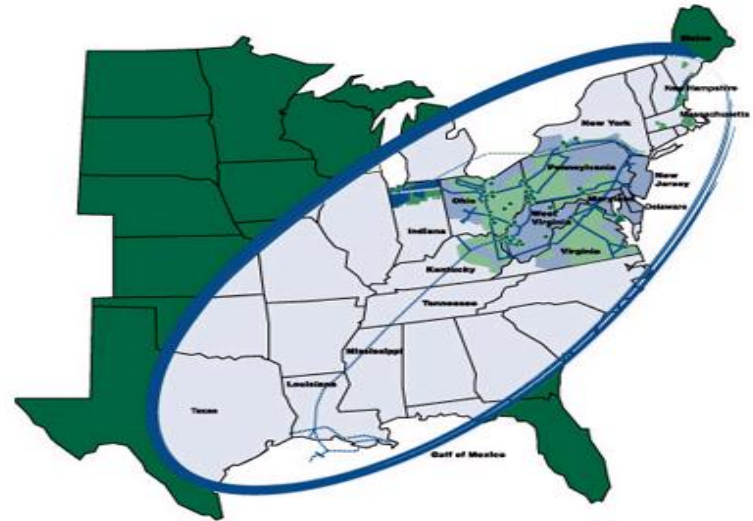 Maine
New Hampshire
Massachusetts
New York
Pennsylvania
New
Jersey
Ohio
Maryland
Delaware
West
Virginia
Indiana
Virginia
Kentucky
Tennessee
Mississippi
Louisiana
Texas
Gulf of Mexico